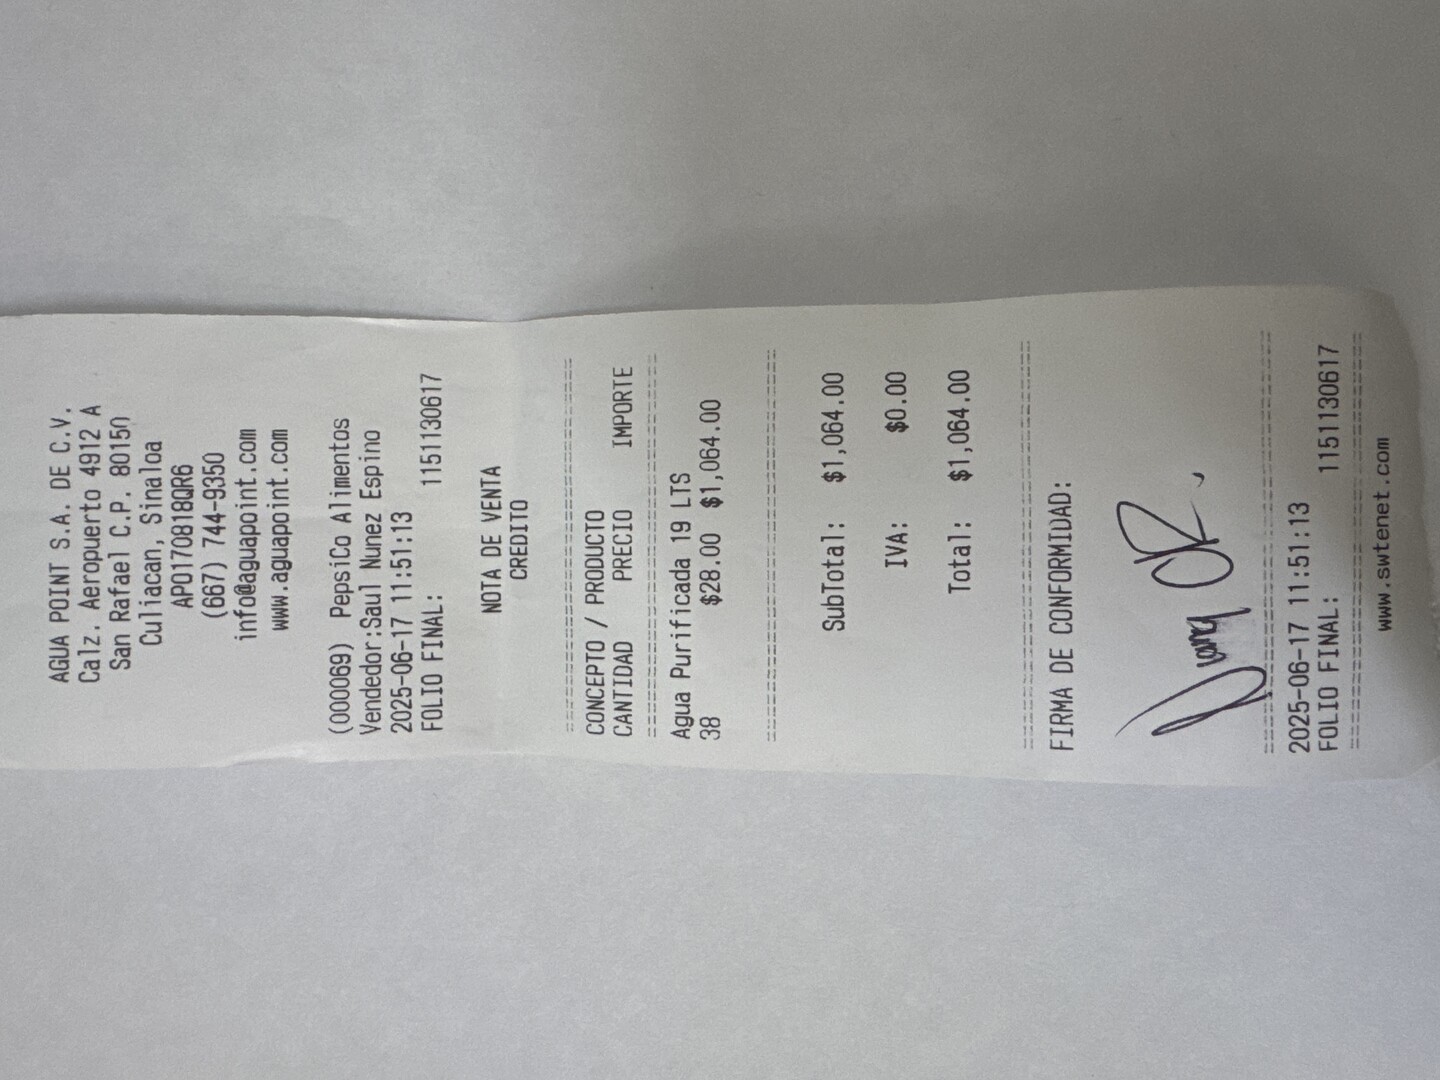 AGUA POINT S.A. DE C.V.
Calz. Aeropuerto 4912 A
San Rafael C.P. 80150
Culiacan, Sinaloa
APO170818QR6
(667) 744-9350
info@aguapoint.com
www.aguapoint.com
(000069) PepsiCo Alimentos
Vendedor:Saul Nunez Espino
2025-06-17 11:51:13
FOLIO FINAL: 1151130617
NOTA DE VENTA
CREDITO
CONCEPTO / PRODUCTO
CANTIDAD PRECIO IMPORTE
Agua Purificada 19 LTS
38 $28.00 $1,064.00
SubTotal: $1,064.00
IVA: $0.00
Total: $1,064.00
FIRMA DE CONFORMIDAD:
2025-06-17 11:51:13
FOLIO FINAL: 1151130617
www.swtenet.com